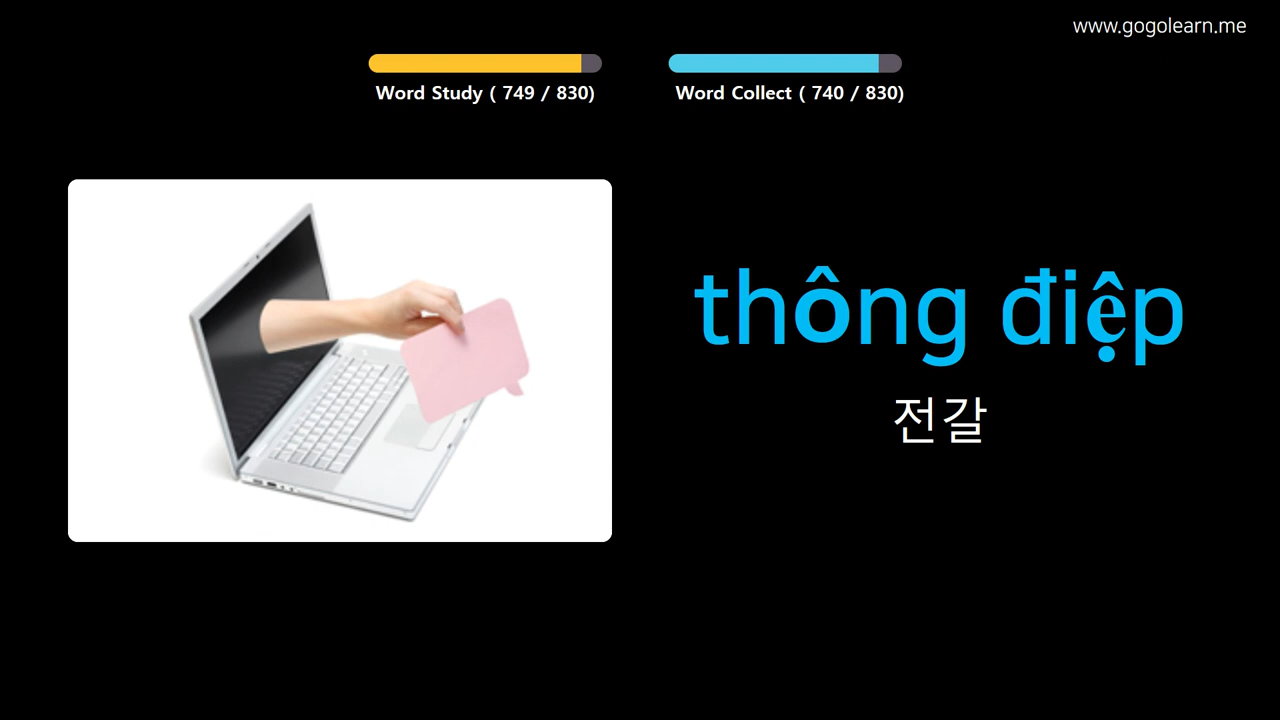 www.gogolearn.me
Word Study ( 749 / 830)
Word Collect ( 740 / 830)
thông điệp
전갈